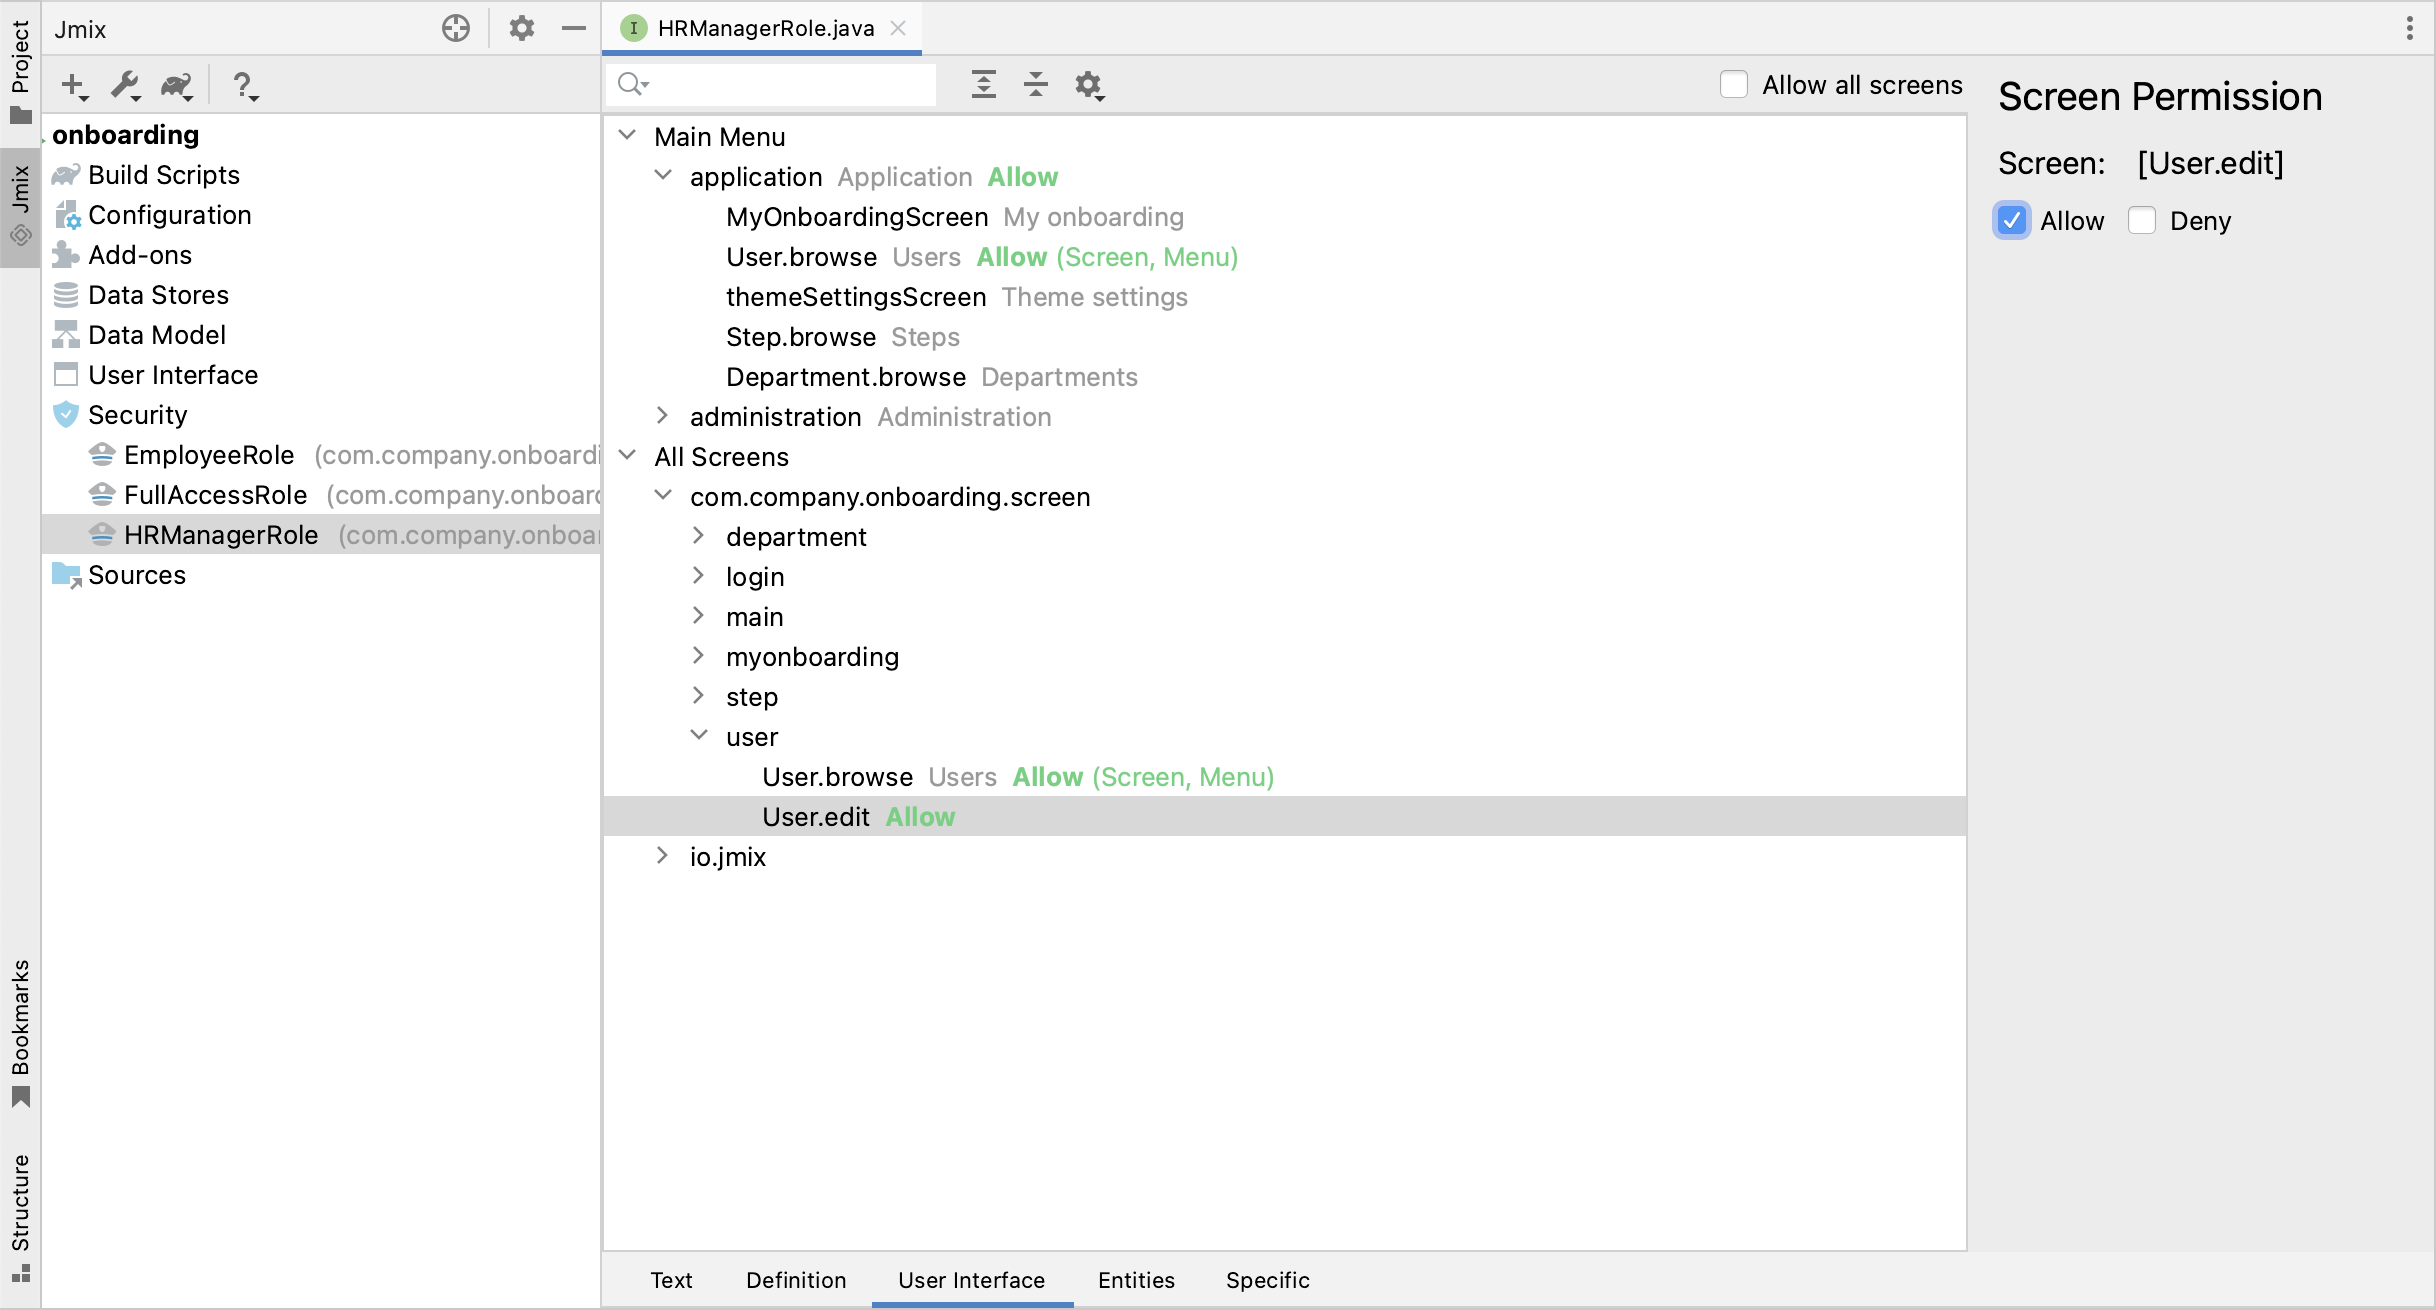 Project
Jmix
Bookmarks
Structure
Jmix
?
onboarding
Build Scripts
Configuration
Add-ons
Data Stores
Data Model
User Interface
Security
EmployeeRole (com.company.onboardi
FullAccessRole (com.company.onboard
HRManagerRole (com.company.onboar
Sources
I HRManagerRole.java
Allow all screens
Main Menu
application Application Allow
MyOnboardingScreen My onboarding
User.browse Users Allow (Screen, Menu)
themeSettingsScreen Theme settings
Step.browse Steps
Department.browse Departments
administration Administration
All Screens
com.company.onboarding.screen
department
login
main
myonboarding
step
user
User.browse Users Allow (Screen, Menu)
User.edit Allow
io.jmix
Text Definition User Interface Entities Specific
Screen Permission
Screen: [User.edit]
Allow Deny